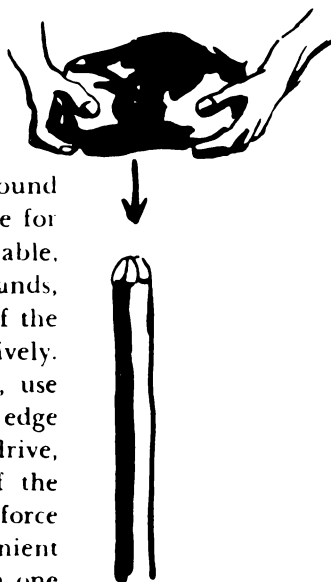 ound
e for
able,
unds,
f the
ively.
, use
edge
drive,
f the
force
nient
one